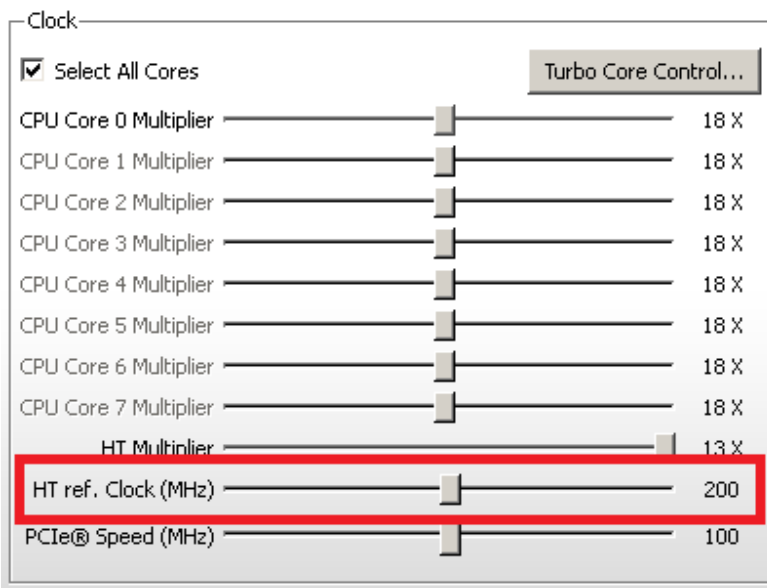 Clock
Select All Cores Turbo Core Control...
CPU Core 0 Multiplier 18 X
CPU Core 1 Multiplier 18 X
CPU Core 2 Multiplier 18 X
CPU Core 3 Multiplier 18 X
CPU Core 4 Multiplier 18 X
CPU Core 5 Multiplier 18 X
CPU Core 6 Multiplier 18 X
CPU Core 7 Multiplier 18 X
HT Multiplier 13 X
HT ref. Clock (MHz) 200
PCIe® Speed (MHz) 100